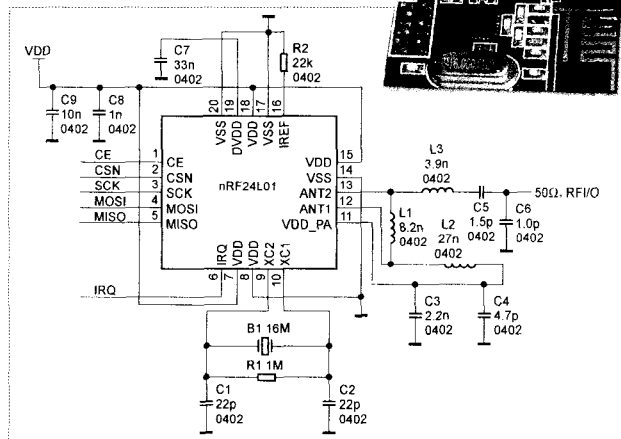 VDD
C7
33n
0402
R2
22k
0402
C9
10n
0402
C8
1n
0402
20
19
18
17
16
VSS
DVDD
VDD
VSS
IREF
CE
CSN
SCK
MOSI
MISO
1
2
3
4
5
CE
CSN
SCK
MOSI
MISO
nRF24L01
VDD
VSS
ANT2
ANT1
VDD_PA
15
14
13
12
11
L3
3.9n
0402
50Ω, RFI/O
C5
1.5p
0402
C6
1.0p
0402
L1
8.2n
0402
L2
27n
0402
IRQ
VDD
VDD
XC2
XC1
6
7
8
9
10
IRQ
C3
2.2n
0402
C4
4.7p
0402
B1 16M
R1 1M
C1
22p
0402
C2
22p
0402